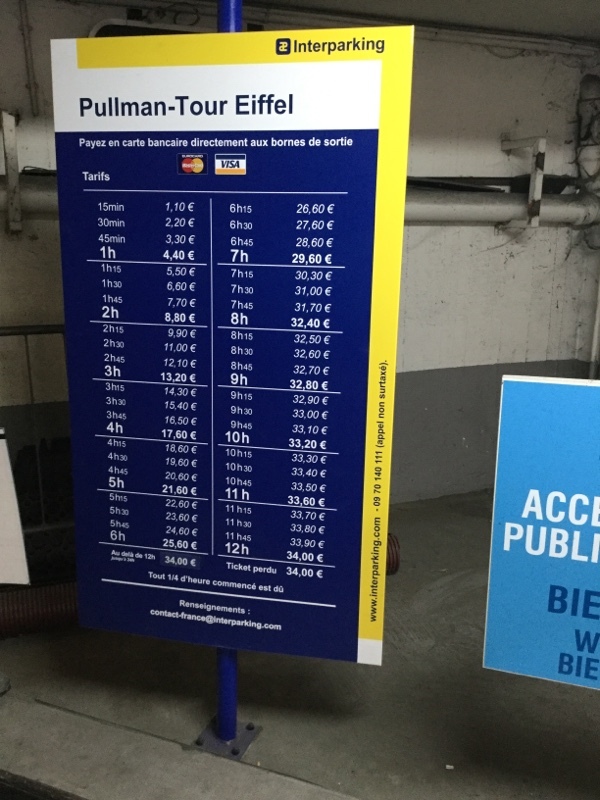 Interparking
Pullman-Tour Eiffel
Payez en carte bancaire directement aux bornes de sortie
MasterCard VISA
Tarifs
15min 1,10 €
30min 2,20 €
45min 3,30 €
1h 4,40 €
1h15 5,50 €
1h30 6,60 €
1h45 7,70 €
2h 8,80 €
2h15 9,90 €
2h30 11,00 €
2h45 12,10 €
3h 13,20 €
3h15 14,30 €
3h30 15,40 €
3h45 16,50 €
4h 17,60 €
4h15 18,60 €
4h30 19,60 €
4h45 20,60 €
5h 21,60 €
5h15 22,60 €
5h30 23,60 €
5h45 24,60 €
6h 25,60 €
Au delà de 12h 34,00 €
6h15 26,60 €
6h30 27,60 €
6h45 28,60 €
7h 29,60 €
7h15 30,30 €
7h30 31,00 €
7h45 31,70 €
8h 32,40 €
8h15 32,50 €
8h30 32,60 €
8h45 32,70 €
9h 32,80 €
9h15 32,90 €
9h30 33,00 €
9h45 33,10 €
10h 33,20 €
10h15 33,30 €
10h30 33,40 €
10h45 33,50 €
11h 33,60 €
11h15 33,70 €
11h30 33,80 €
11h45 33,90 €
12h 34,00 €
Ticket perdu 34,00 €
Tout 1/4 d'heure commencé est dû
Renseignements :
contact-france@interparking.com
www.interparking.com - 09 70 140 111 (appel non surtaxé).
ACCE
PUBLI
BIE
W
BIE